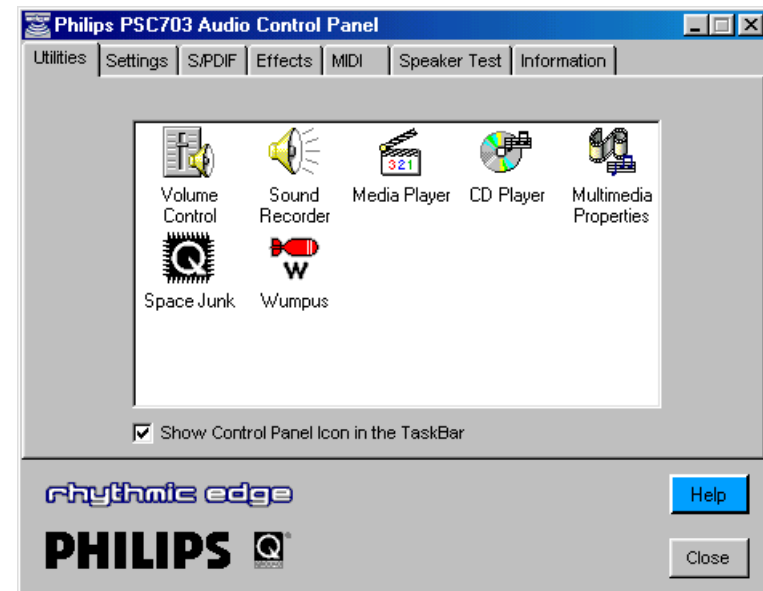 Philips PSC703 Audio Control Panel
Utilities Settings S/PDIF Effects MIDI Speaker Test Information
321
Volume Control
Sound Recorder
Media Player
CD Player
Multimedia Properties
Q
W
Space Junk
Wumpus
Show Control Panel Icon in the TaskBar
rhythmic edge
Help
PHILIPS Q
Close